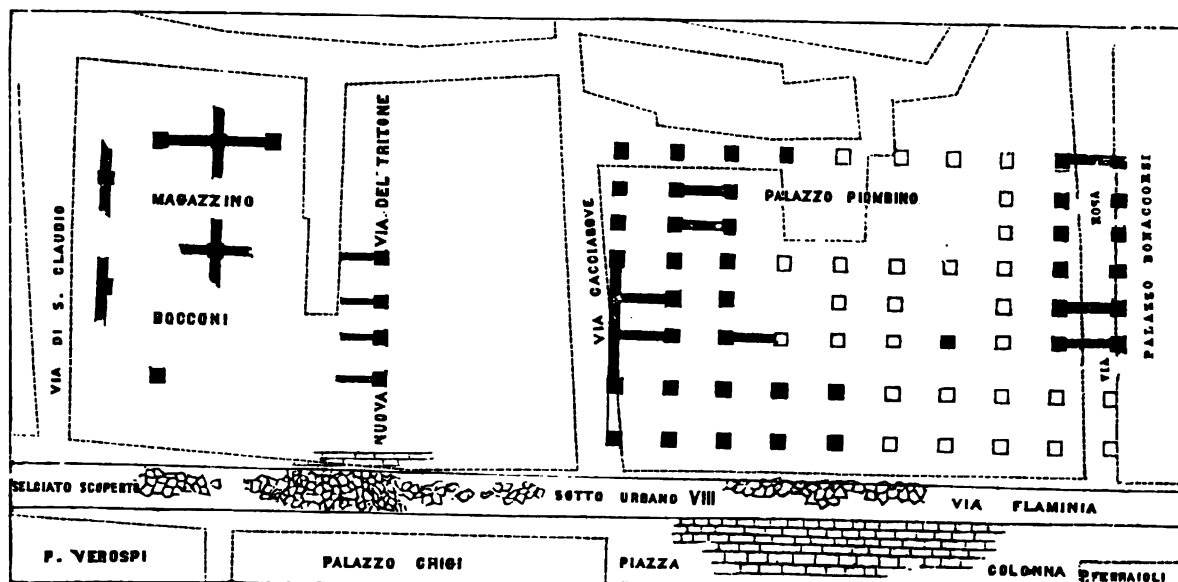 VIA DI S. CLAUDIO
MAGAZZINO
BOCCONI
NUOVA VIA DEL TRITONE
VIA CACCIABOVE
PALAZZO PIOMBINO
VIA ROSA
PALAZZO BONACCORSI
SELCIATO SCOPERTO SOTTO URBANO VIII VIA FLAMINIA
P. VEROSPI
PALAZZO CHIGI
PIAZZA COLONNA
P. FERRAIOLI